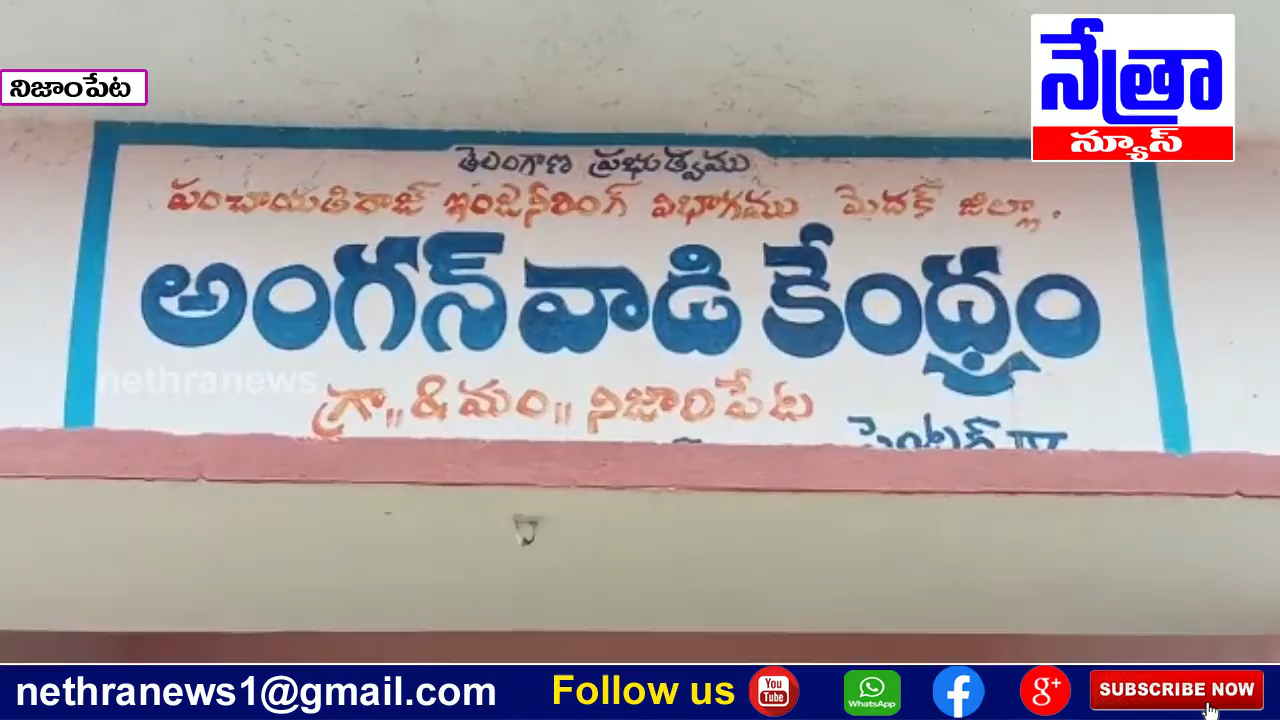 నేత్రా
న్యూస్
నిజాంపేట
తెలంగాణ ప్రభుత్వము
పంచాయతిరాజ్ ఇంజనీరింగ్ విభాగము మెదక్ జిల్లా.
అంగన్‌వాడి కేంద్రం
nethranews
గ్రా,,&మం,, నిజాంపేట
nethranews1@gmail.com Follow us You Tube WhatsApp f g+ SUBSCRIBE NOW